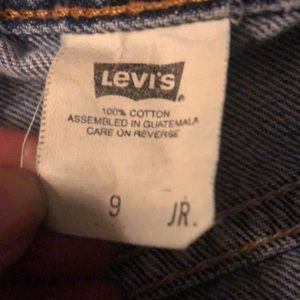 LEVI'S
100% COTTON
ASSEMBLED IN GUATEMALA
CARE ON REVERSE
9 JR.